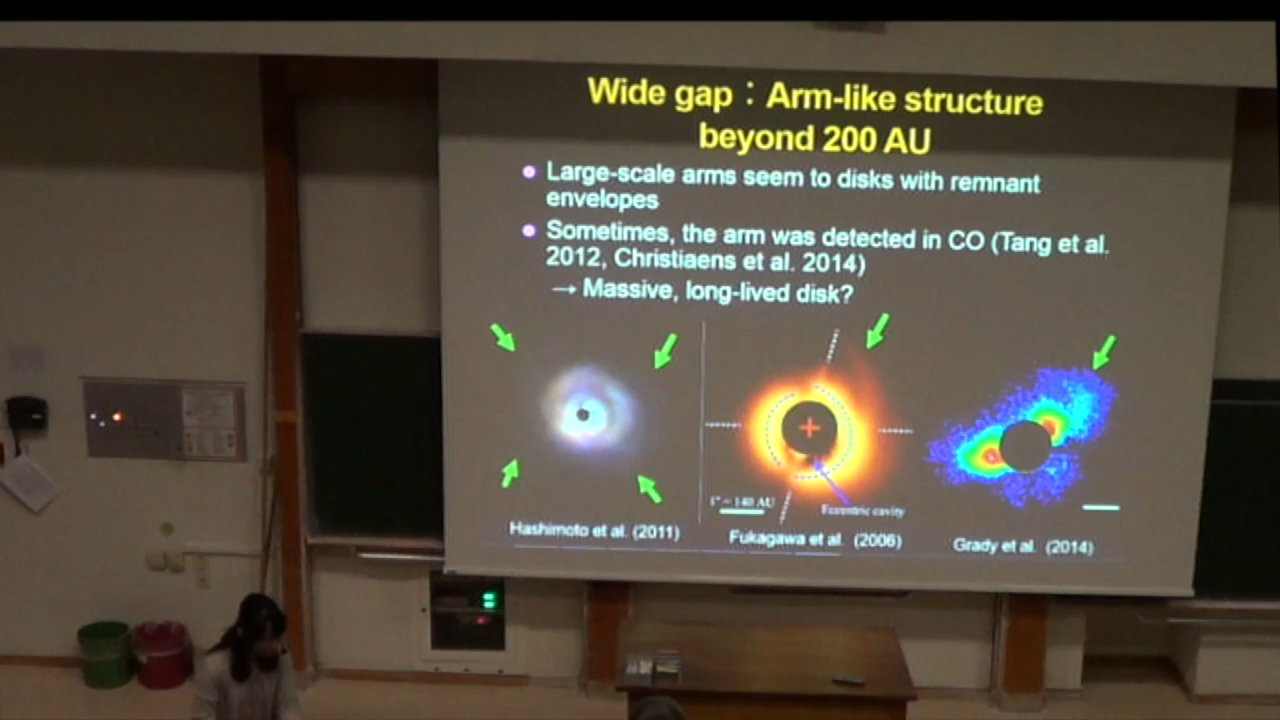 Wide gap：Arm-like structure
beyond 200 AU
Large-scale arms seem to disks with remnant
envelopes
Sometimes, the arm was detected in CO (Tang et al.
2012, Christiaens et al. 2014)
→ Massive, long-lived disk?
1" = 140 AU
Eccentric cavity
Hashimoto et al. (2011)
Fukagawa et al. (2006)
Grady et al. (2014)